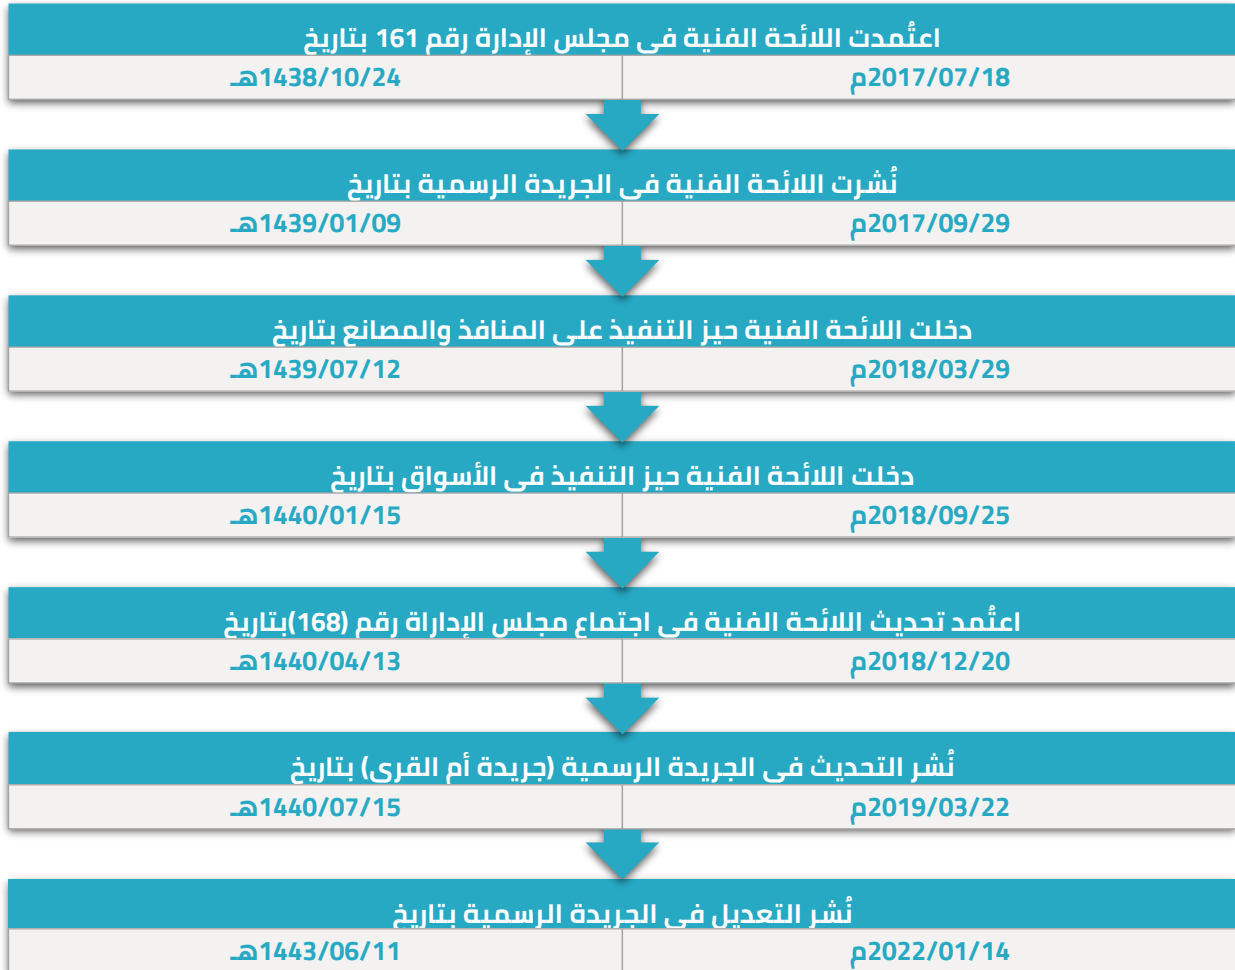 اعتُمدت اللائحة الفنية في مجلس الإدارة رقم 161 بتاريخ
2017/07/18م 1438/10/24هـ
نُشرت اللائحة الفنية في الجريدة الرسمية بتاريخ
2017/09/29م 1439/01/09هـ
دخلت اللائحة الفنية حيز التنفيذ على المنافذ والمصانع بتاريخ
2018/03/29م 1439/07/12هـ
دخلت اللائحة الفنية حيز التنفيذ في الأسواق بتاريخ
2018/09/25م 1440/01/15هـ
اعتُمد تحديث اللائحة الفنية في اجتماع مجلس الإداراة رقم (168)بتاريخ
2018/12/20م 1440/04/13هـ
نُشر التحديث في الجريدة الرسمية (جريدة أم القرى) بتاريخ
2019/03/22م 1440/07/15هـ
نُشر التعديل في الجريدة الرسمية بتاريخ
2022/01/14م 1443/06/11هـ